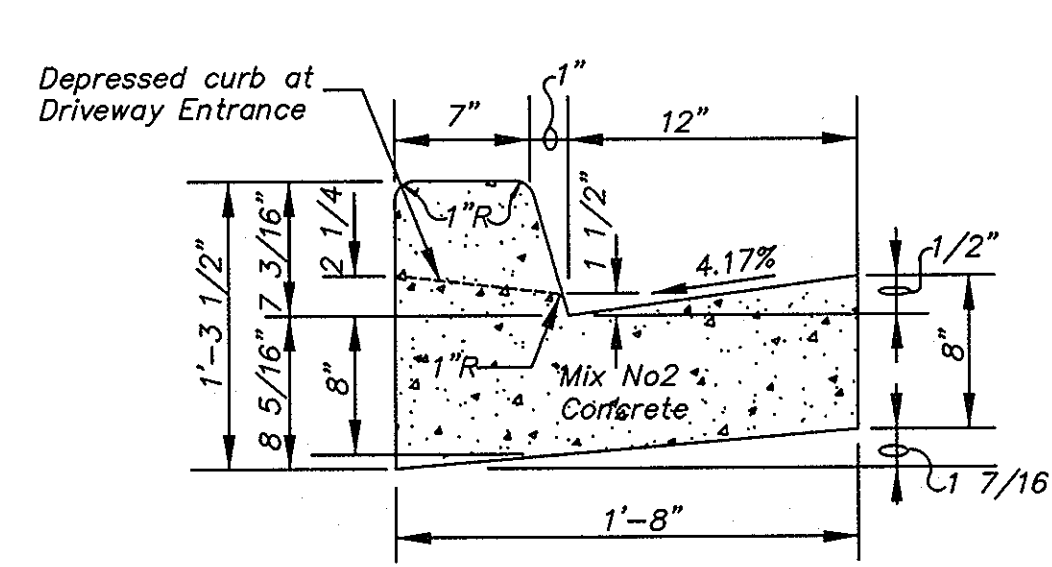 Depressed curb at
Driveway Entrance
7"
1"
12"
1'-3 1/2"
7 3/16"
2 1/4
1"R
1 1/2"
4.17%
1/2"
8 5/16"
8"
1"R
Mix No2
Concrete
8"
1 7/16
1'-8"